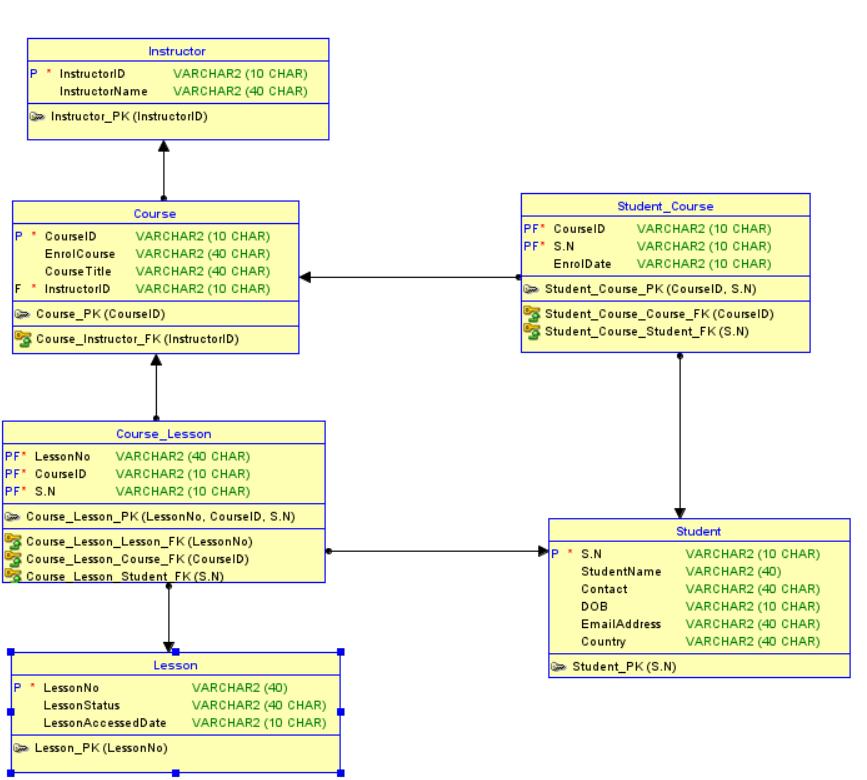 Instructor
P * InstructorID VARCHAR2 (10 CHAR)
InstructorName VARCHAR2 (40 CHAR)
Instructor_PK (InstructorID)
Course
P * CourseID VARCHAR2 (10 CHAR)
EnrolCourse VARCHAR2 (40 CHAR)
CourseTitle VARCHAR2 (40 CHAR)
F * InstructorID VARCHAR2 (10 CHAR)
Course_PK (CourseID)
Course_Instructor_FK (InstructorID)
Student_Course
PF* CourseID VARCHAR2 (10 CHAR)
PF* S.N VARCHAR2 (10 CHAR)
EnrolDate VARCHAR2 (10 CHAR)
Student_Course_PK (CourseID, S.N)
Student_Course_Course_FK (CourseID)
Student_Course_Student_FK (S.N)
Course_Lesson
PF* LessonNo VARCHAR2 (40 CHAR)
PF* CourseID VARCHAR2 (10 CHAR)
PF* S.N VARCHAR2 (10 CHAR)
Course_Lesson_PK (LessonNo, CourseID, S.N)
Course_Lesson_Lesson_FK (LessonNo)
Course_Lesson_Course_FK (CourseID)
Course_Lesson_Student_FK (S.N)
Student
P * S.N VARCHAR2 (10 CHAR)
StudentName VARCHAR2 (40)
Contact VARCHAR2 (40 CHAR)
DOB VARCHAR2 (10 CHAR)
EmailAddress VARCHAR2 (40 CHAR)
Country VARCHAR2 (40 CHAR)
Student_PK (S.N)
Lesson
P * LessonNo VARCHAR2 (40)
LessonStatus VARCHAR2 (40 CHAR)
LessonAccessedDate VARCHAR2 (10 CHAR)
Lesson_PK (LessonNo)